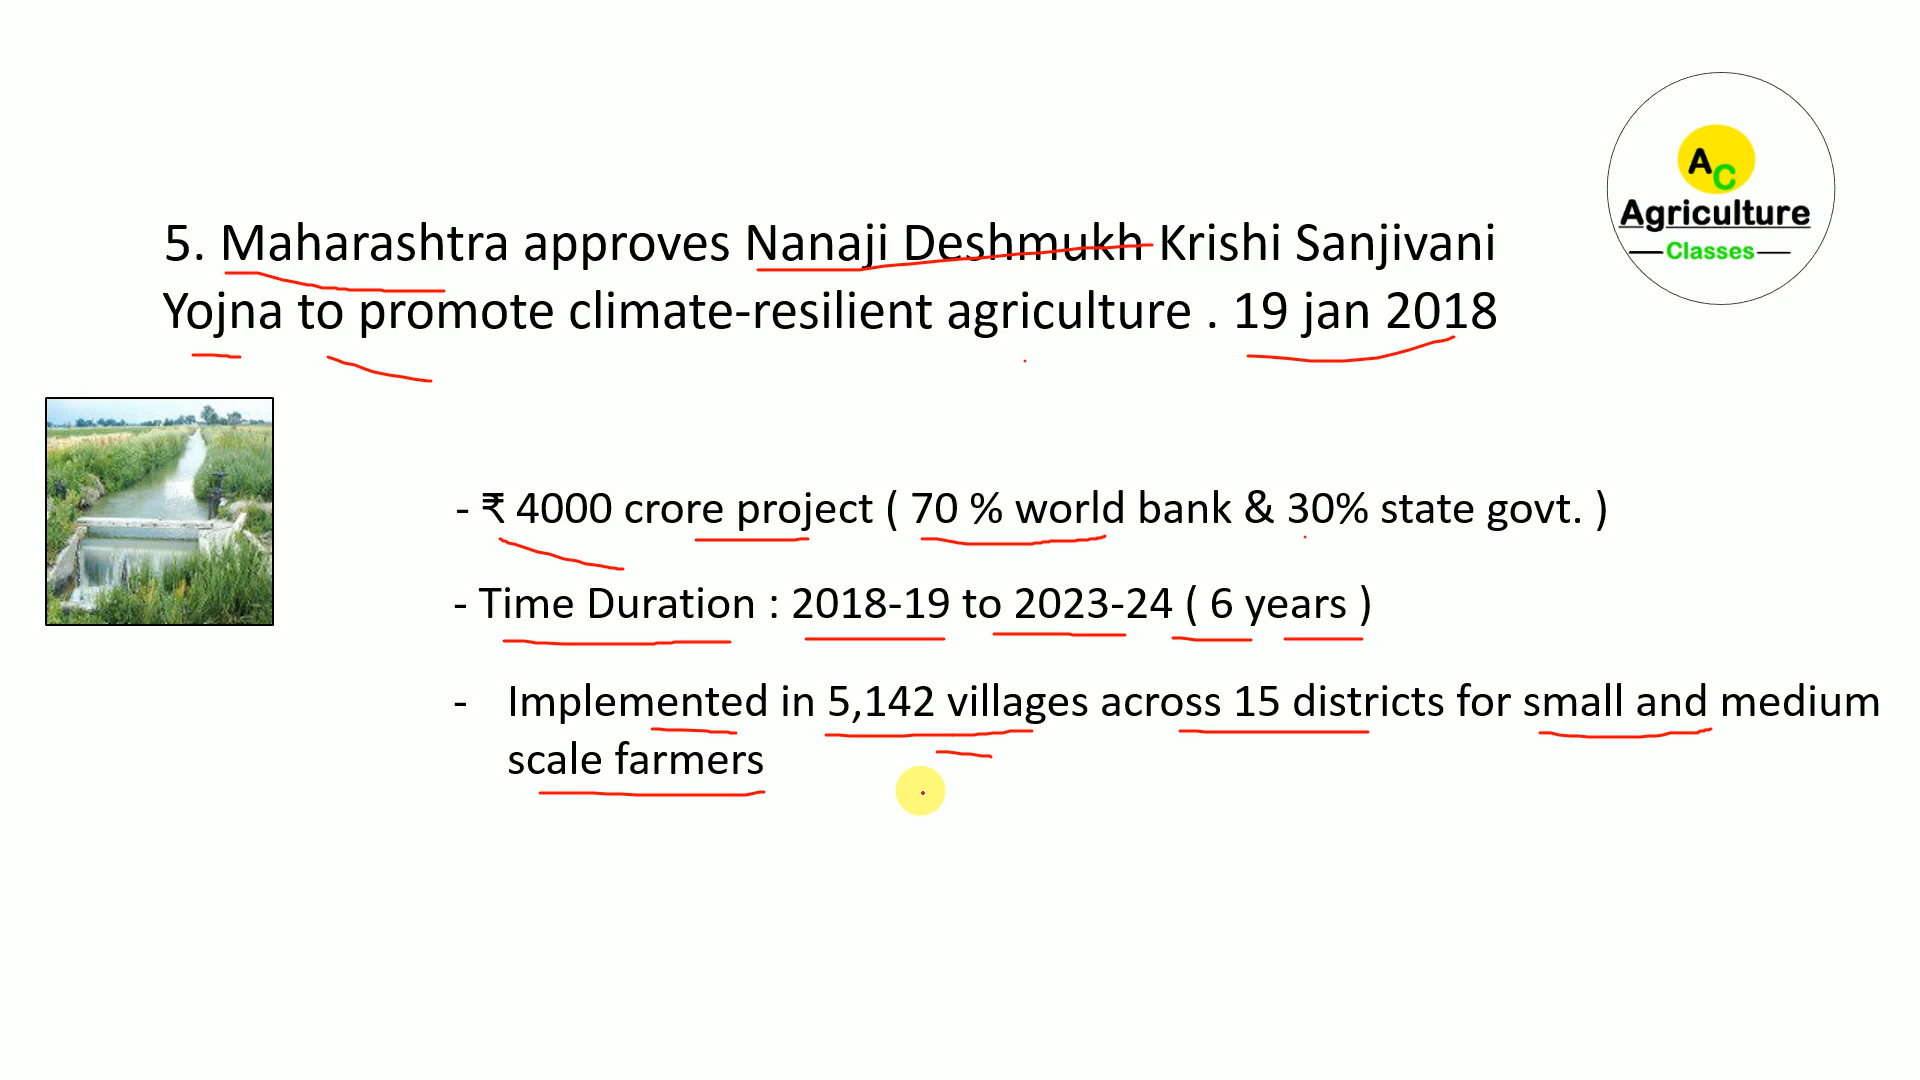 A C
Agriculture
Classes
5. Maharashtra approves Nanaji Deshmukh Krishi Sanjivani
Yojna to promote climate-resilient agriculture . 19 jan 2018
- ₹ 4000 crore project ( 70 % world bank & 30% state govt. )
- Time Duration : 2018-19 to 2023-24 ( 6 years )
- Implemented in 5,142 villages across 15 districts for small and medium
scale farmers